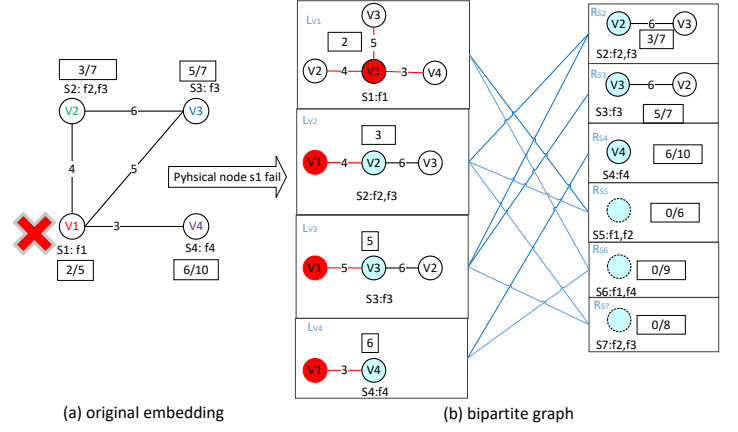 3/7
S2: f2,f3
V2
5/7
S3: f3
V3
6
4
5
V1
3
V4
S1: f1
2/5
S4: f4
6/10
(a) original embedding
Pyhsical node s1 fail
LV1
V3
2
5
V2
4
V1
3
V4
S1:f1
LV2
3
V1
4
V2
6
V3
S2:f2,f3
LV3
5
V1
5
V3
6
V2
S3:f3
LV4
6
V1
3
V4
S4:f4
RS2
V2
6
V3
3/7
S2:f2,f3
RS3
V3
6
V2
S3:f3
5/7
RS4
V4
6/10
S4:f4
RS5
0/6
S5:f1,f2
RS6
0/9
S6:f1,f4
RS7
0/8
S7:f2,f3
(b) bipartite graph